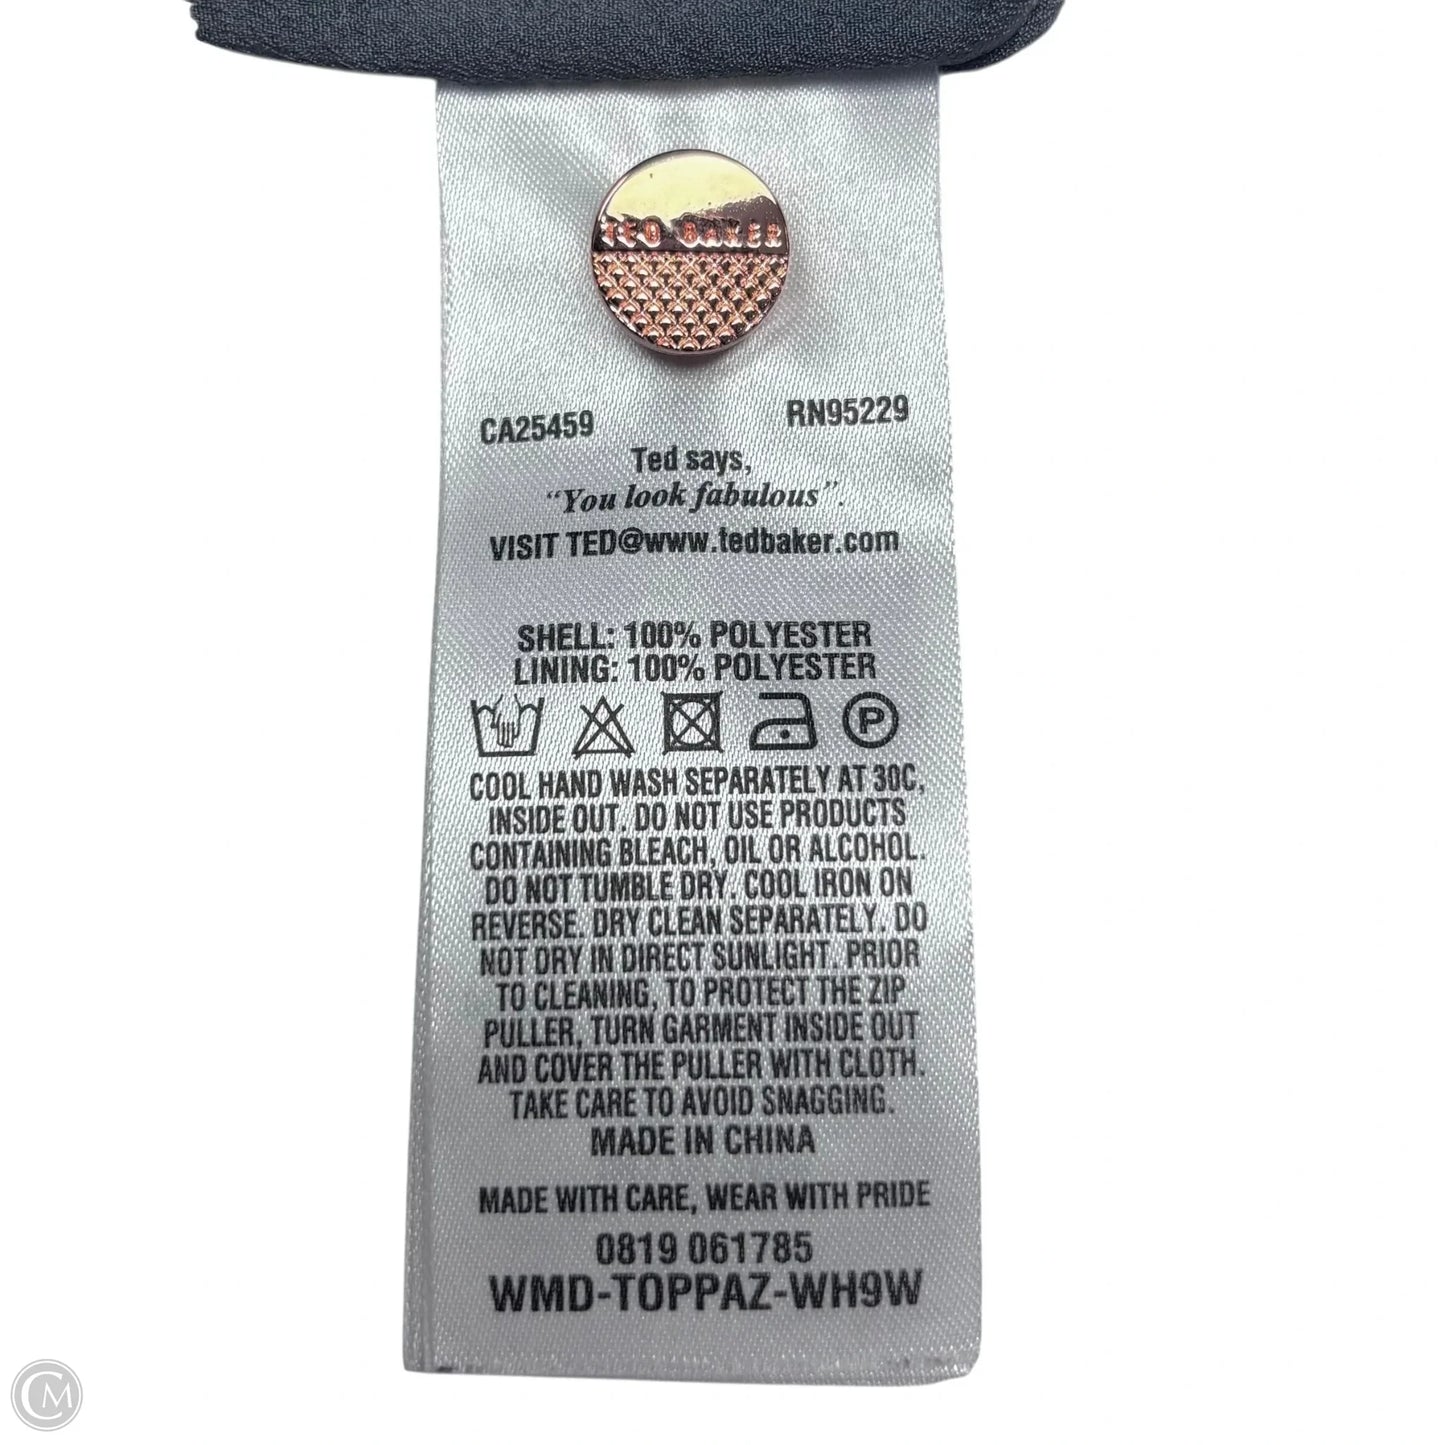 TED BAKER
CA25459 RN95229
Ted says,
“You look fabulous”.
VISIT TED@www.tedbaker.com
SHELL: 100% POLYESTER
LINING: 100% POLYESTER
P
COOL HAND WASH SEPARATELY AT 30C,
INSIDE OUT. DO NOT USE PRODUCTS
CONTAINING BLEACH, OIL OR ALCOHOL.
DO NOT TUMBLE DRY. COOL IRON ON
REVERSE. DRY CLEAN SEPARATELY. DO
NOT DRY IN DIRECT SUNLIGHT. PRIOR
TO CLEANING, TO PROTECT THE ZIP
PULLER, TURN GARMENT INSIDE OUT
AND COVER THE PULLER WITH CLOTH.
TAKE CARE TO AVOID SNAGGING.
MADE IN CHINA
MADE WITH CARE, WEAR WITH PRIDE
0819 061785
WMD-TOPPAZ-WH9W
CM